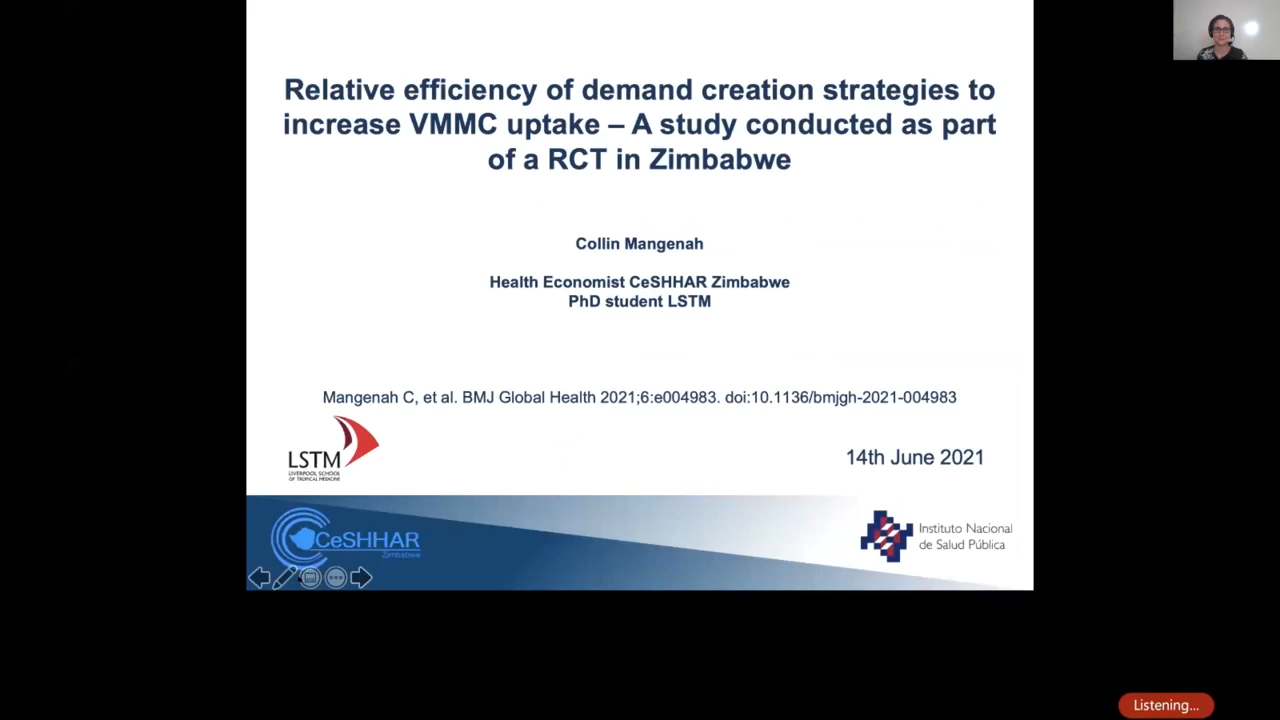 Relative efficiency of demand creation strategies to
increase VMMC uptake – A study conducted as part
of a RCT in Zimbabwe
Collin Mangenah
Health Economist CeSHHAR Zimbabwe
PhD student LSTM
Mangenah C, et al. BMJ Global Health 2021;6:e004983. doi:10.1136/bmjgh-2021-004983
LSTM
LIVERPOOL SCHOOL
OF TROPICAL MEDICINE
14th June 2021
CeSHHAR
Zimbabwe
Instituto Nacional
de Salud Pública
Listening...